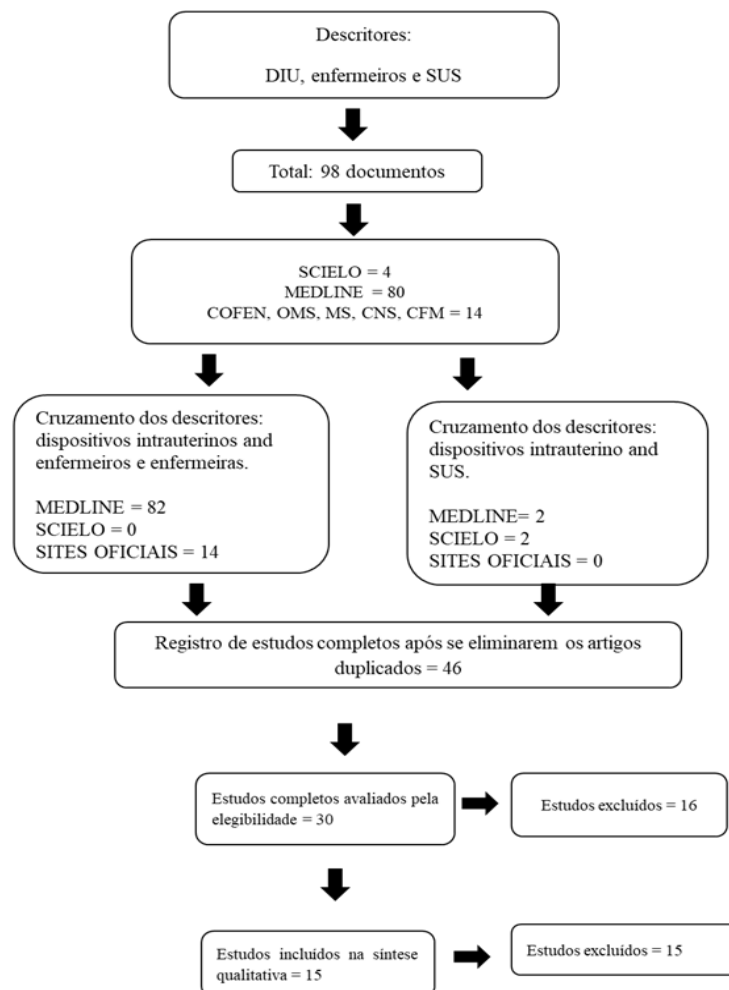 Descritores:
DIU, enfermeiros e SUS
Total: 98 documentos
SCIELO = 4
MEDLINE = 80
COFEN, OMS, MS, CNS, CFM = 14
Cruzamento dos descritores:
dispositivos intrauterinos and
enfermeiros e enfermeiras.
MEDLINE = 82
SCIELO = 0
SITES OFICIAIS = 14
Cruzamento dos descritores:
dispositivos intrauterino and
SUS.
MEDLINE= 2
SCIELO = 2
SITES OFICIAIS = 0
Registro de estudos completos após se eliminarem os artigos
duplicados = 46
Estudos completos avaliados pela
elegibilidade = 30
Estudos excluídos = 16
Estudos incluídos na síntese
qualitativa = 15
Estudos excluídos = 15